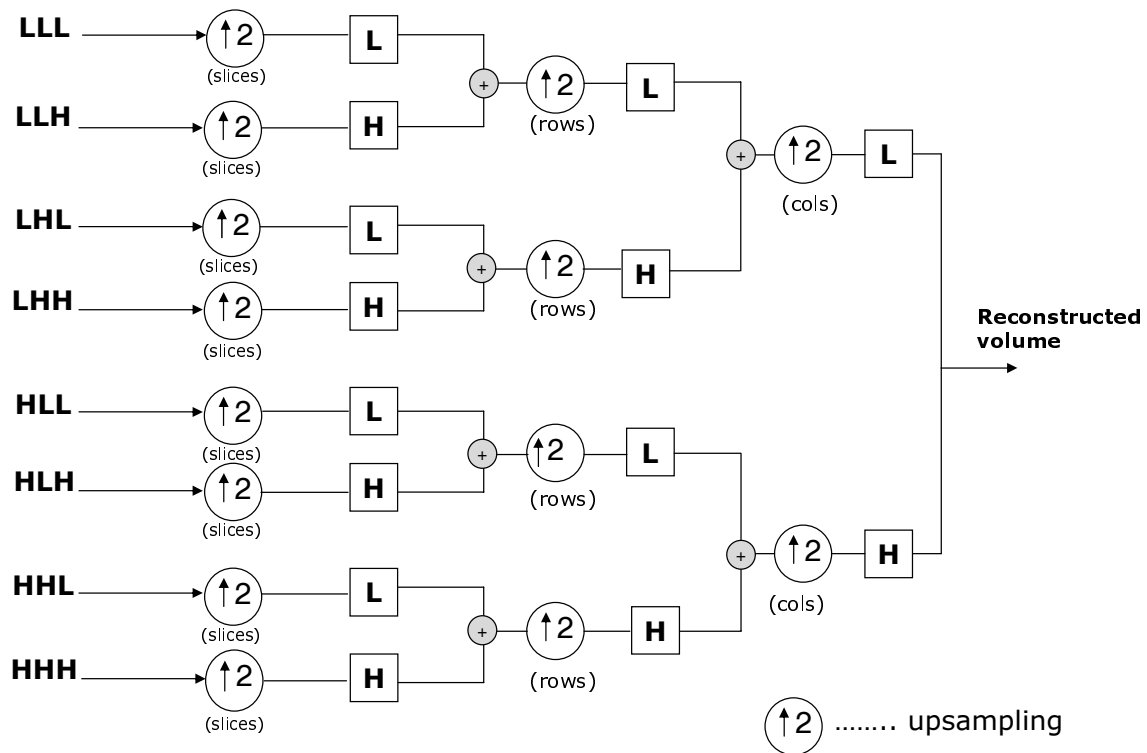 LLL ↑2 L
(slices)
↑2 L
(rows)
LLH ↑2 H
(slices)
+
↑2 L
(cols)
+
LHL ↑2 L
(slices)
↑2 H
(rows)
+
LHH ↑2 H
(slices)
Reconstructed
volume
HLL ↑2 L
(slices)
↑2 L
(rows)
+
HLH ↑2 H
(slices)
↑2 H
(cols)
+
HHL ↑2 L
(slices)
↑2 H
(rows)
+
HHH ↑2 H
(slices)
↑2 …….. upsampling